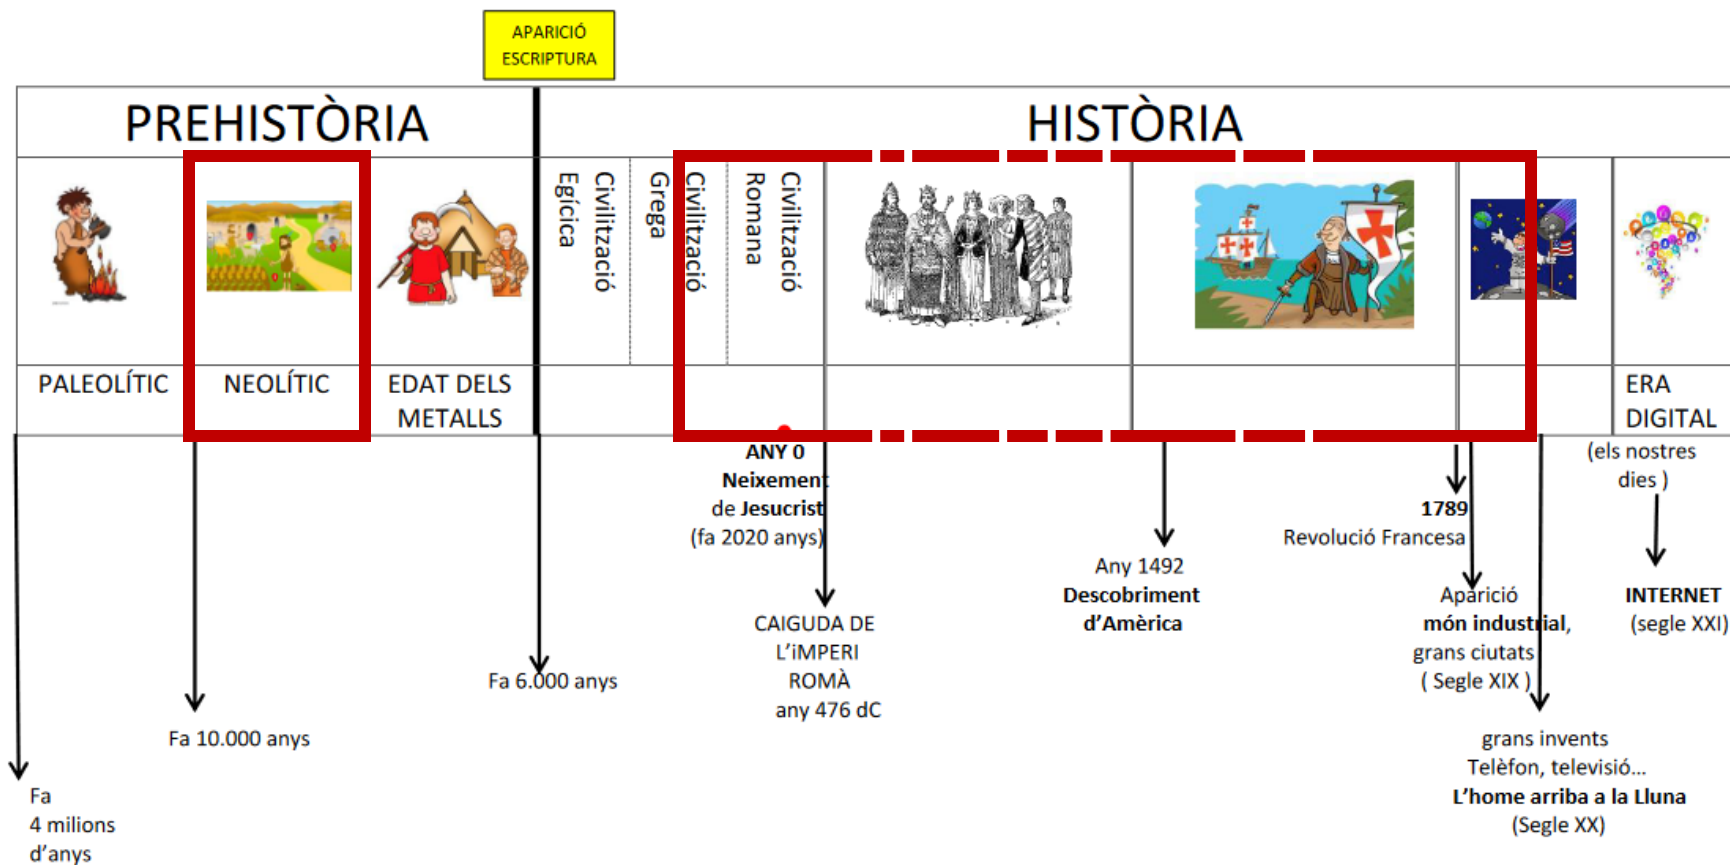 APARICIÓ
ESCRIPTURA
PREHISTÒRIA
HISTÒRIA
Civilització
Egícica
Civilització
Grega
Civilització
Romana
PALEOLÍTIC
NEOLÍTIC
EDAT DELS
METALLS
ERA
DIGITAL
(els nostres
dies )
ANY 0
Neixement
de Jesucrist
(fa 2020 anys)
1789
Revolució Francesa
Any 1492
Descobriment
d'Amèrica
Aparició
món industrial,
grans ciutats
( Segle XIX )
INTERNET
(segle XXI)
CAIGUDA DE
L'iMPERI
ROMÀ
any 476 dC
Fa 6.000 anys
Fa 10.000 anys
grans invents
Telèfon, televisió...
L'home arriba a la Lluna
(Segle XX)
Fa
4 milions
d'anys